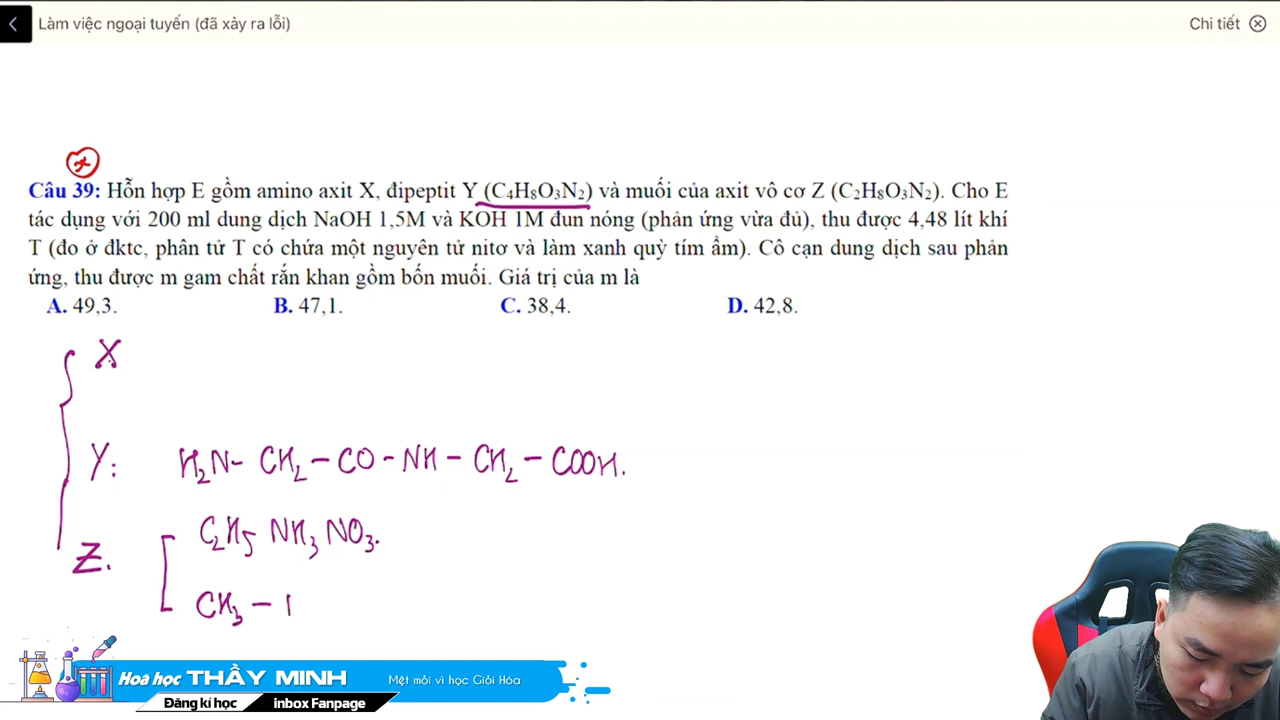 Làm việc ngoại tuyến (đã xảy ra lỗi)
Chi tiết
Câu 39: Hỗn hợp E gồm amino axit X, đipeptit Y (C₄H₈O₃N₂) và muối của axit vô cơ Z (C₂H₈O₃N₂). Cho E
tác dụng với 200 ml dung dịch NaOH 1,5M và KOH 1M đun nóng (phản ứng vừa đủ), thu được 4,48 lít khí
T (đo ở đktc, phân tử T có chứa một nguyên tử nitơ và làm xanh quỳ tím ẩm). Cô cạn dung dịch sau phản
ứng, thu được m gam chất rắn khan gồm bốn muối. Giá trị của m là
A. 49,3. B. 47,1. C. 38,4. D. 42,8.
X
Y: H₂N- CH₂ – CO - NH – CH₂ – COOH.
Z. C₂H₅ NH₃ NO₃.
CH₃ –
Hoá học THẦY MINH
Mệt mỏi vì học Giỏi Hóa
Đăng kí học
inbox Fanpage